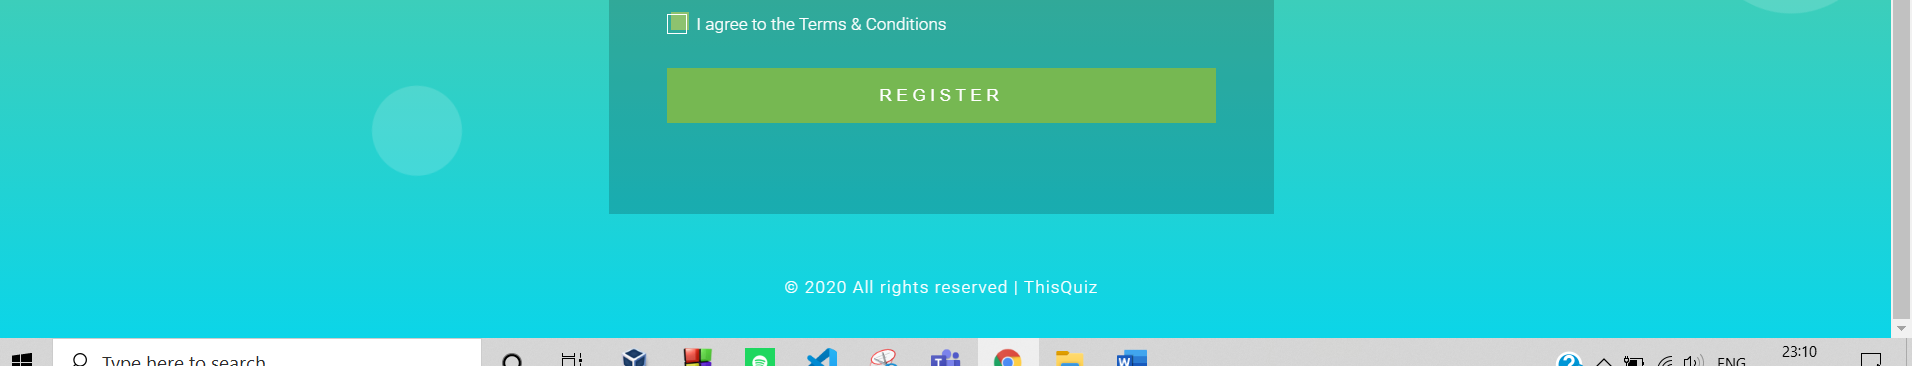 I agree to the Terms & Conditions
REGISTER
© 2020 All rights reserved | ThisQuiz
Type here to search
T
W
?
ENG
23:10